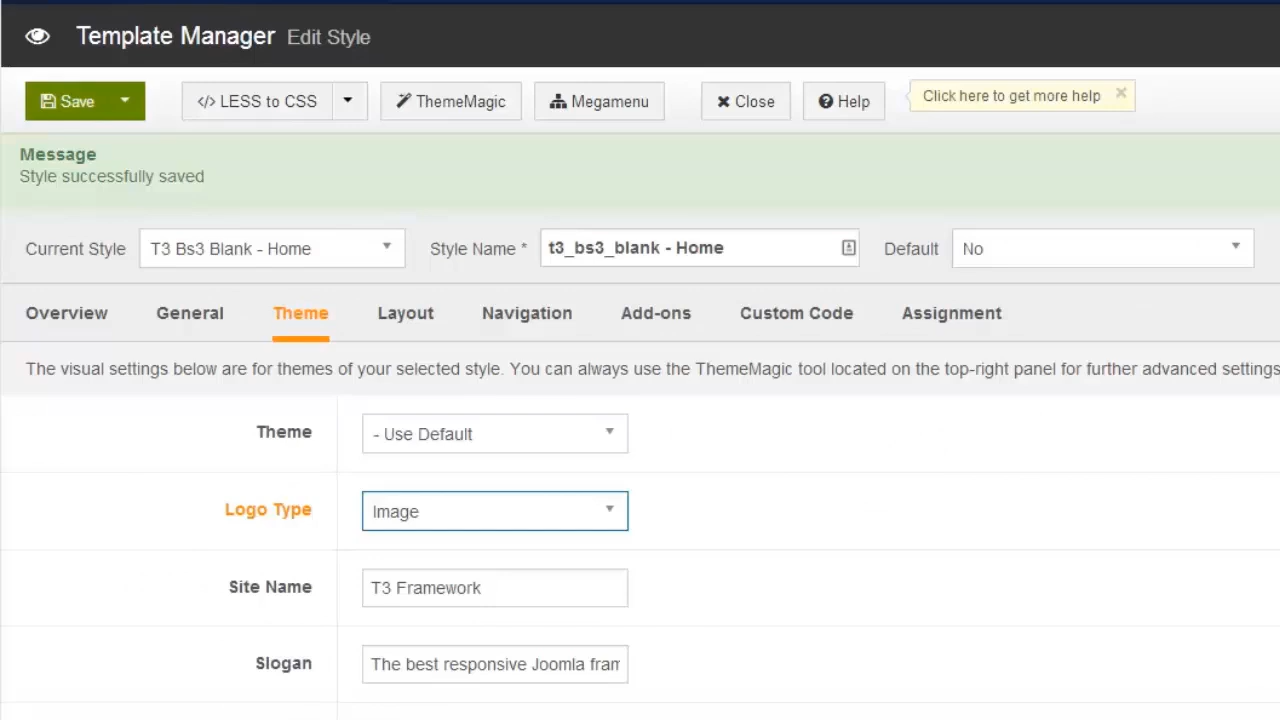 Template Manager Edit Style
Save </> LESS to CSS ThemeMagic Megamenu Close Help Click here to get more help
Message
Style successfully saved
Current Style T3 Bs3 Blank - Home Style Name * t3_bs3_blank - Home Default No
Overview General Theme Layout Navigation Add-ons Custom Code Assignment
The visual settings below are for themes of your selected style. You can always use the ThemeMagic tool located on the top-right panel for further advanced settings
Theme - Use Default
Logo Type Image
Site Name T3 Framework
Slogan The best responsive Joomla fram